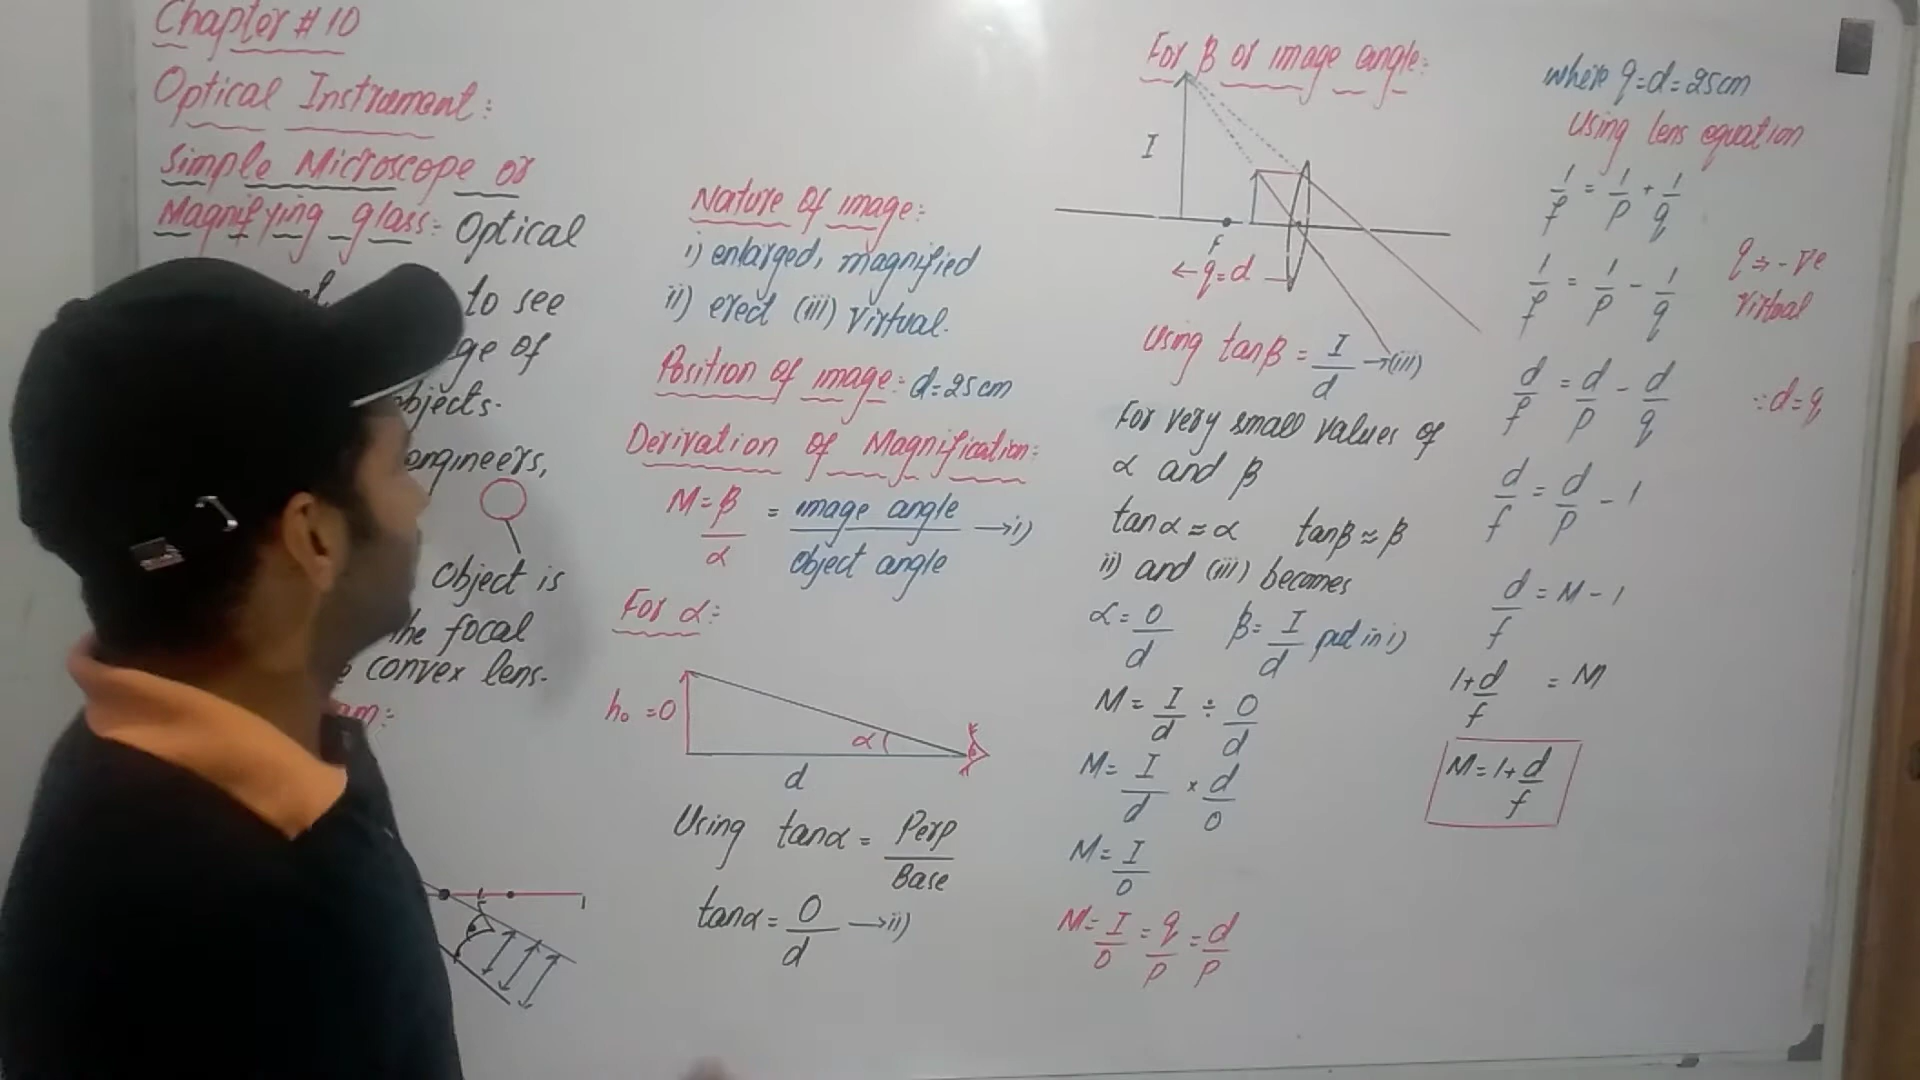 Chapter # 10
Optical Instrument:
Simple Microscope or
Magnifying glass: Optical
to see
ge of
objects.
engineers,
Object is
the focal
convex lens.
am:
Nature of image:
i) enlarged, magnified
ii) erect (iii) Virtual.
Position of image: d=25cm
Derivation of Magnification:
M = β/α = image angle/object angle → i)
For α:
h₀ = O
α
d
Using tanα = Perp/Base
tanα = O/d → ii)
For β or image angle:
I
F
← q=d
Using tanβ = I/d → (iii)
For very small values of
α and β
tanα ≈ α tanβ ≈ β
ii) and (iii) becomes
α = O/d β = I/d put in i)
M = I/d ÷ O/d
M = I/d × d/O
M = I/O
M = I/O = q/p = d/p
where q=d=25cm
Using lens equation
1/f = 1/p + 1/q
1/f = 1/p - 1/q
q ⇒ -ve
virtual
d/f = d/p - d/q ∵ d=q
d/f = d/p - 1
d/f = M - 1
1+d/f = M
M = 1+d/f